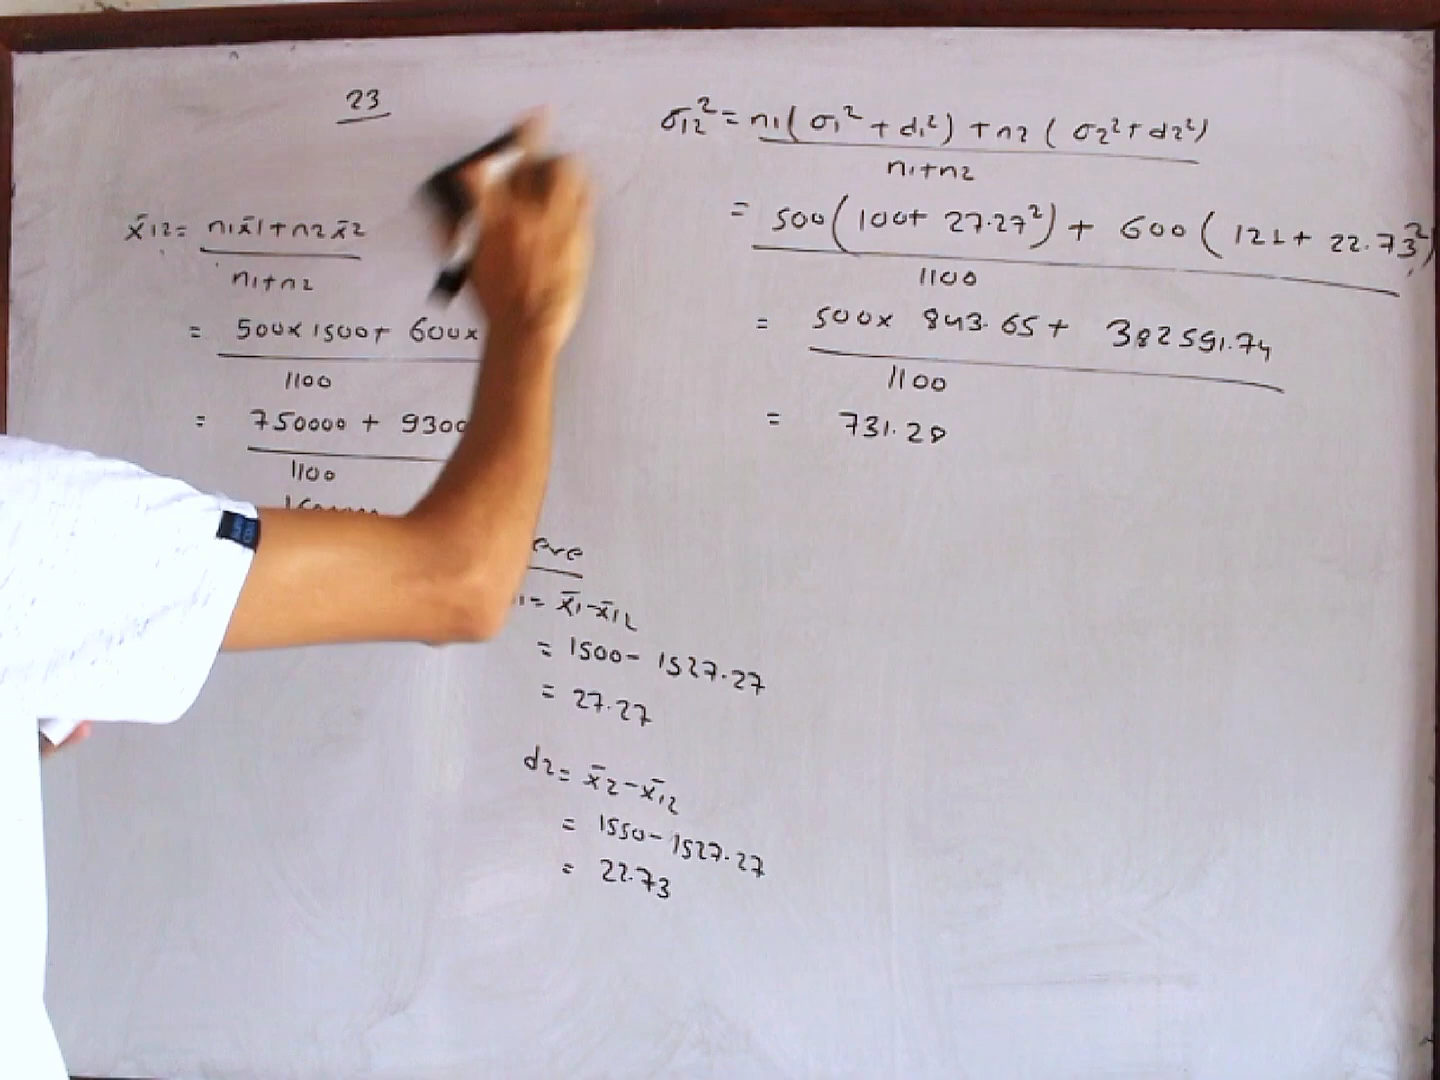 23
x̄12 = n1x̄1 + n2x̄2
n1+n2
= 500× 1500+ 600×
1100
= 750000 + 9300
1100
= 1500 - 1527.27
x̄1 - x̄12
= 27.27
d2 = x̄2 - x̄12
= 1550 - 1527.27
= 22.73
σ12² = n1( σ1² + d1²) + n2 ( σ2² + d2²)
n1+n2
= 500(100+ 27.27²) + 600 ( 121 + 22.73²)
1100
= 500× 843.65 + 382591.74
1100
= 731.28